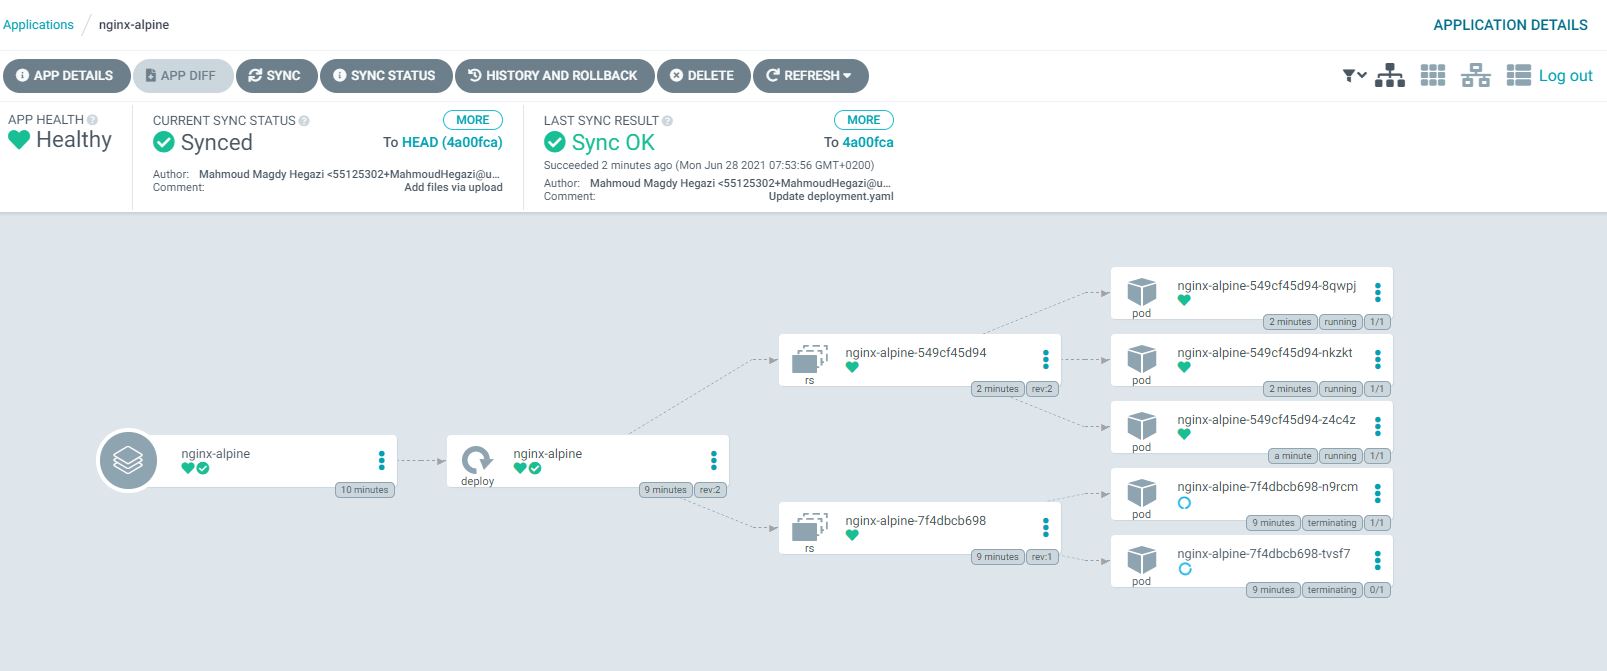 Applications / nginx-alpine
APPLICATION DETAILS
APP DETAILS
APP DIFF
SYNC
SYNC STATUS
HISTORY AND ROLLBACK
DELETE
REFRESH
Log out
APP HEALTH
Healthy
CURRENT SYNC STATUS
MORE
Synced
To HEAD (4a00fca)
Author: Mahmoud Magdy Hegazi <55125302+MahmoudHegazi@u...
Comment: Add files via upload
LAST SYNC RESULT
MORE
Sync OK
To 4a00fca
Succeeded 2 minutes ago (Mon Jun 28 2021 07:53:56 GMT+0200)
Author: Mahmoud Magdy Hegazi <55125302+MahmoudHegazi@u...
Comment: Update deployment.yaml
nginx-alpine
10 minutes
nginx-alpine
deploy
9 minutes rev:2
nginx-alpine-549cf45d94
rs
2 minutes rev:2
nginx-alpine-7f4dbcb698
rs
9 minutes rev:1
nginx-alpine-549cf45d94-8qwpj
pod
2 minutes running 1/1
nginx-alpine-549cf45d94-nkzkt
pod
2 minutes running 1/1
nginx-alpine-549cf45d94-z4c4z
pod
a minute running 1/1
nginx-alpine-7f4dbcb698-n9rcm
pod
9 minutes terminating 1/1
nginx-alpine-7f4dbcb698-tvsf7
pod
9 minutes terminating 0/1